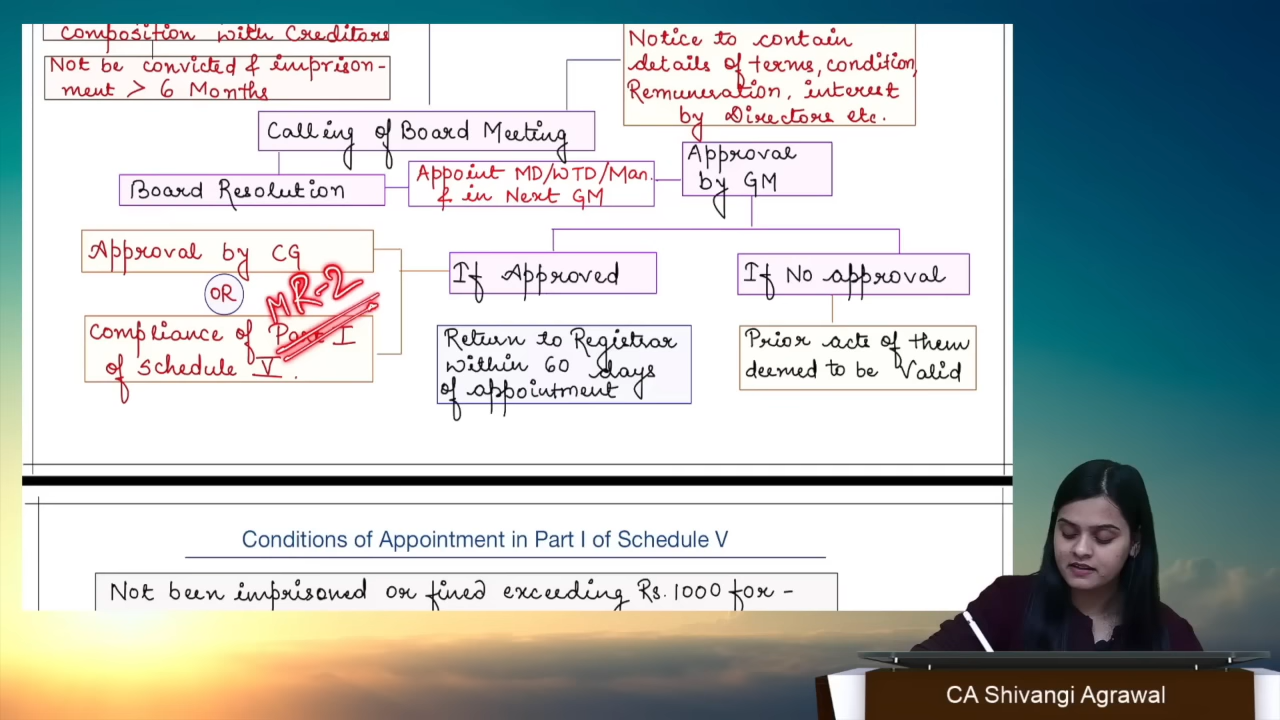 composition with Creditors
Not be convicted & imprison-
ment > 6 Months
Notice to contain
details of terms, condition,
Remuneration, interest
by Directors etc.
Calling of Board Meeting
Board Resolution
Appoint MD/WTD/Man.
& in Next GM
Approval
by GM
Approval by CG
OR
MR-2
Compliance of Part I
of Schedule V.
If Approved
If No approval
Return to Registrar
within 60 days
of appointment
Prior acts of them
deemed to be Valid
Conditions of Appointment in Part I of Schedule V
Not been imprisoned or fined exceeding Rs. 1000 for -
CA Shivangi Agrawal